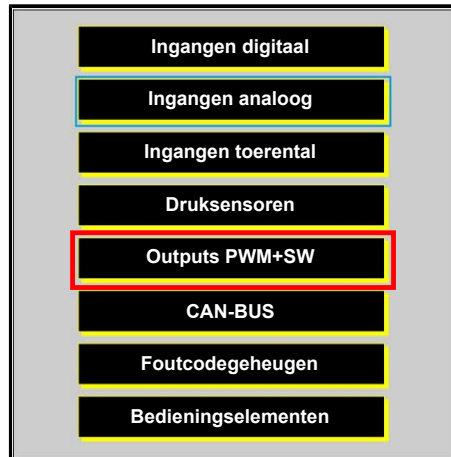 Ingangen digitaal
Ingangen analoog
Ingangen toerental
Druksensoren
Outputs PWM+SW
CAN-BUS
Foutcodegeheugen
Bedieningselementen